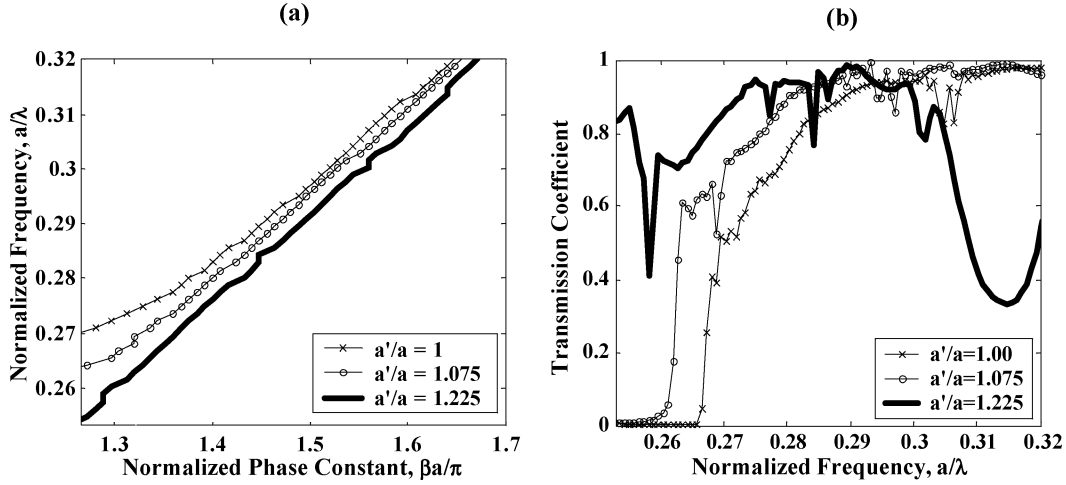 (a)
Normalized Frequency, a/λ
0.32
0.31
0.3
0.29
0.28
0.27
0.26
1.3
1.4
1.5
1.6
1.7
Normalized Phase Constant, βa/π
a'/a = 1
a'/a = 1.075
a'/a = 1.225
(b)
Transmission Coefficient
1
0.8
0.6
0.4
0.2
0
0.26
0.27
0.28
0.29
0.3
0.31
0.32
Normalized Frequency, a/λ
a'/a=1.00
a'/a=1.075
a'/a=1.225